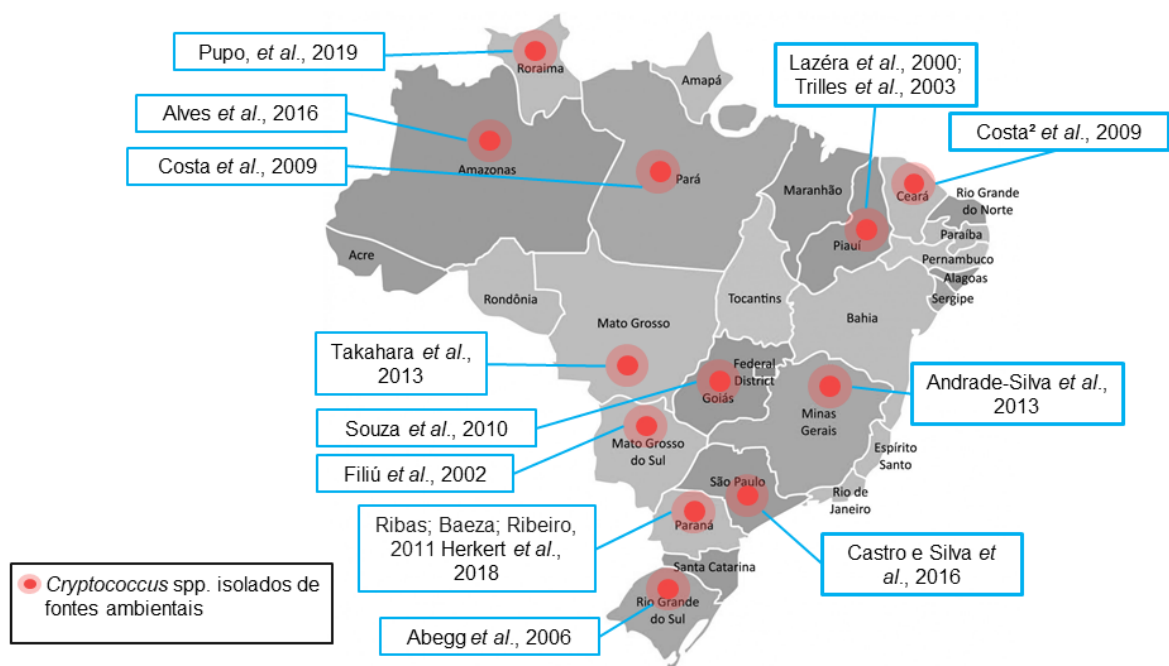 Pupo, et al., 2019
Roraima
Amapá
Lazéra et al., 2000;
Trilles et al., 2003
Alves et al., 2016
Costa² et al., 2009
Amazonas
Costa et al., 2009
Pará
Maranhão
Ceará
Rio Grande
do Norte
Piauí
Paraíba
Pernambuco
Alagoas
Sergipe
Acre
Rondônia
Tocantins
Bahia
Mato Grosso
Takahara et al.,
2013
Federal
District
Goiás
Andrade-Silva et al.,
2013
Minas
Gerais
Souza et al., 2010
Mato Grosso
do Sul
Espírito
Santo
Filiú et al., 2002
São Paulo
Rio de
Janeiro
Ribas; Baeza; Ribeiro,
2011 Herkert et al.,
2018
Paraná
Castro e Silva et
al., 2016
Santa Catarina
Cryptococcus spp. isolados de
fontes ambientais
Rio Grande
do Sul
Abegg et al., 2006